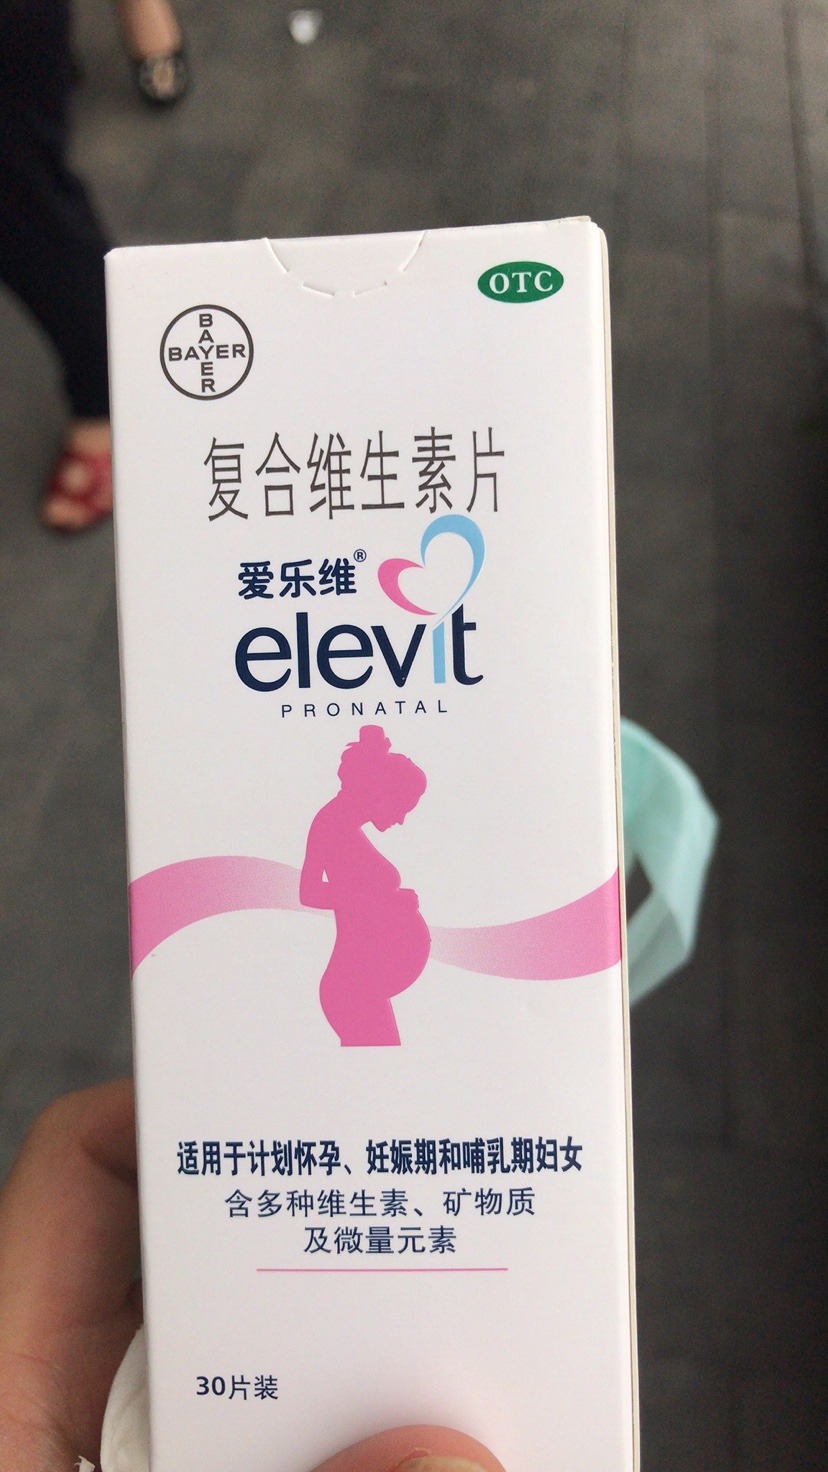 OTC
BAYER
BAYER
复合维生素片
爱乐维®
elevit
PRONATAL
适用于计划怀孕、妊娠期和哺乳期妇女
含多种维生素、矿物质
及微量元素
30片装